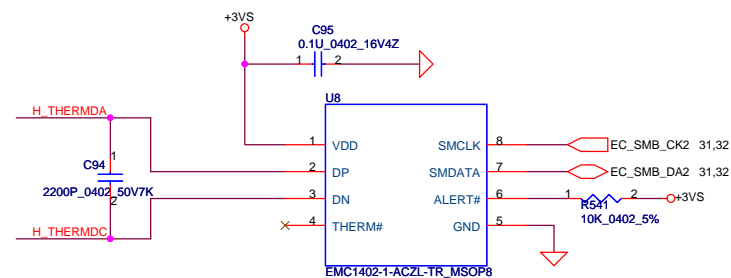 +3VS
C95
0.1U_0402_16V4Z
1 2
U8
H_THERMDA
1 VDD SMCLK 8 EC_SMB_CK2 31,32
1
C94
2 DP SMDATA 7 EC_SMB_DA2 31,32
2200P_0402_50V7K
2
3 DN ALERT# 6 1 2 +3VS
R541
10K_0402_5%
4 THERM# GND 5
H_THERMDC
EMC1402-1-ACZL-TR_MSOP8